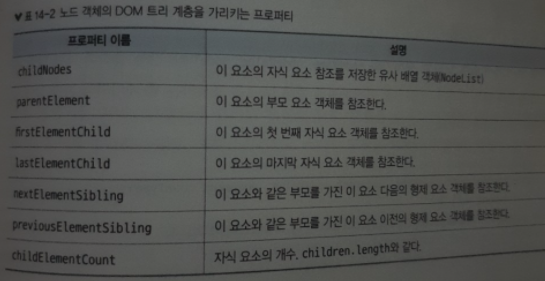 ▼ 표 14-2 노드 객체의 DOM 트리 계층을 가리키는 프로퍼티
프로퍼티 이름 설명
childNodes 이 요소의 자식 요소 참조를 저장한 유사 배열 객체(NodeList)
parentElement 이 요소의 부모 요소 객체를 참조한다.
firstElementChild 이 요소의 첫 번째 자식 요소 객체를 참조한다.
lastElementChild 이 요소의 마지막 자식 요소 객체를 참조한다.
nextElementSibling 이 요소와 같은 부모를 가진 이 요소 다음의 형제 요소 객체를 참조한다.
previousElementSibling 이 요소와 같은 부모를 가진 이 요소 이전의 형제 요소 객체를 참조한다.
childElementCount 자식 요소의 개수. children.length와 같다.